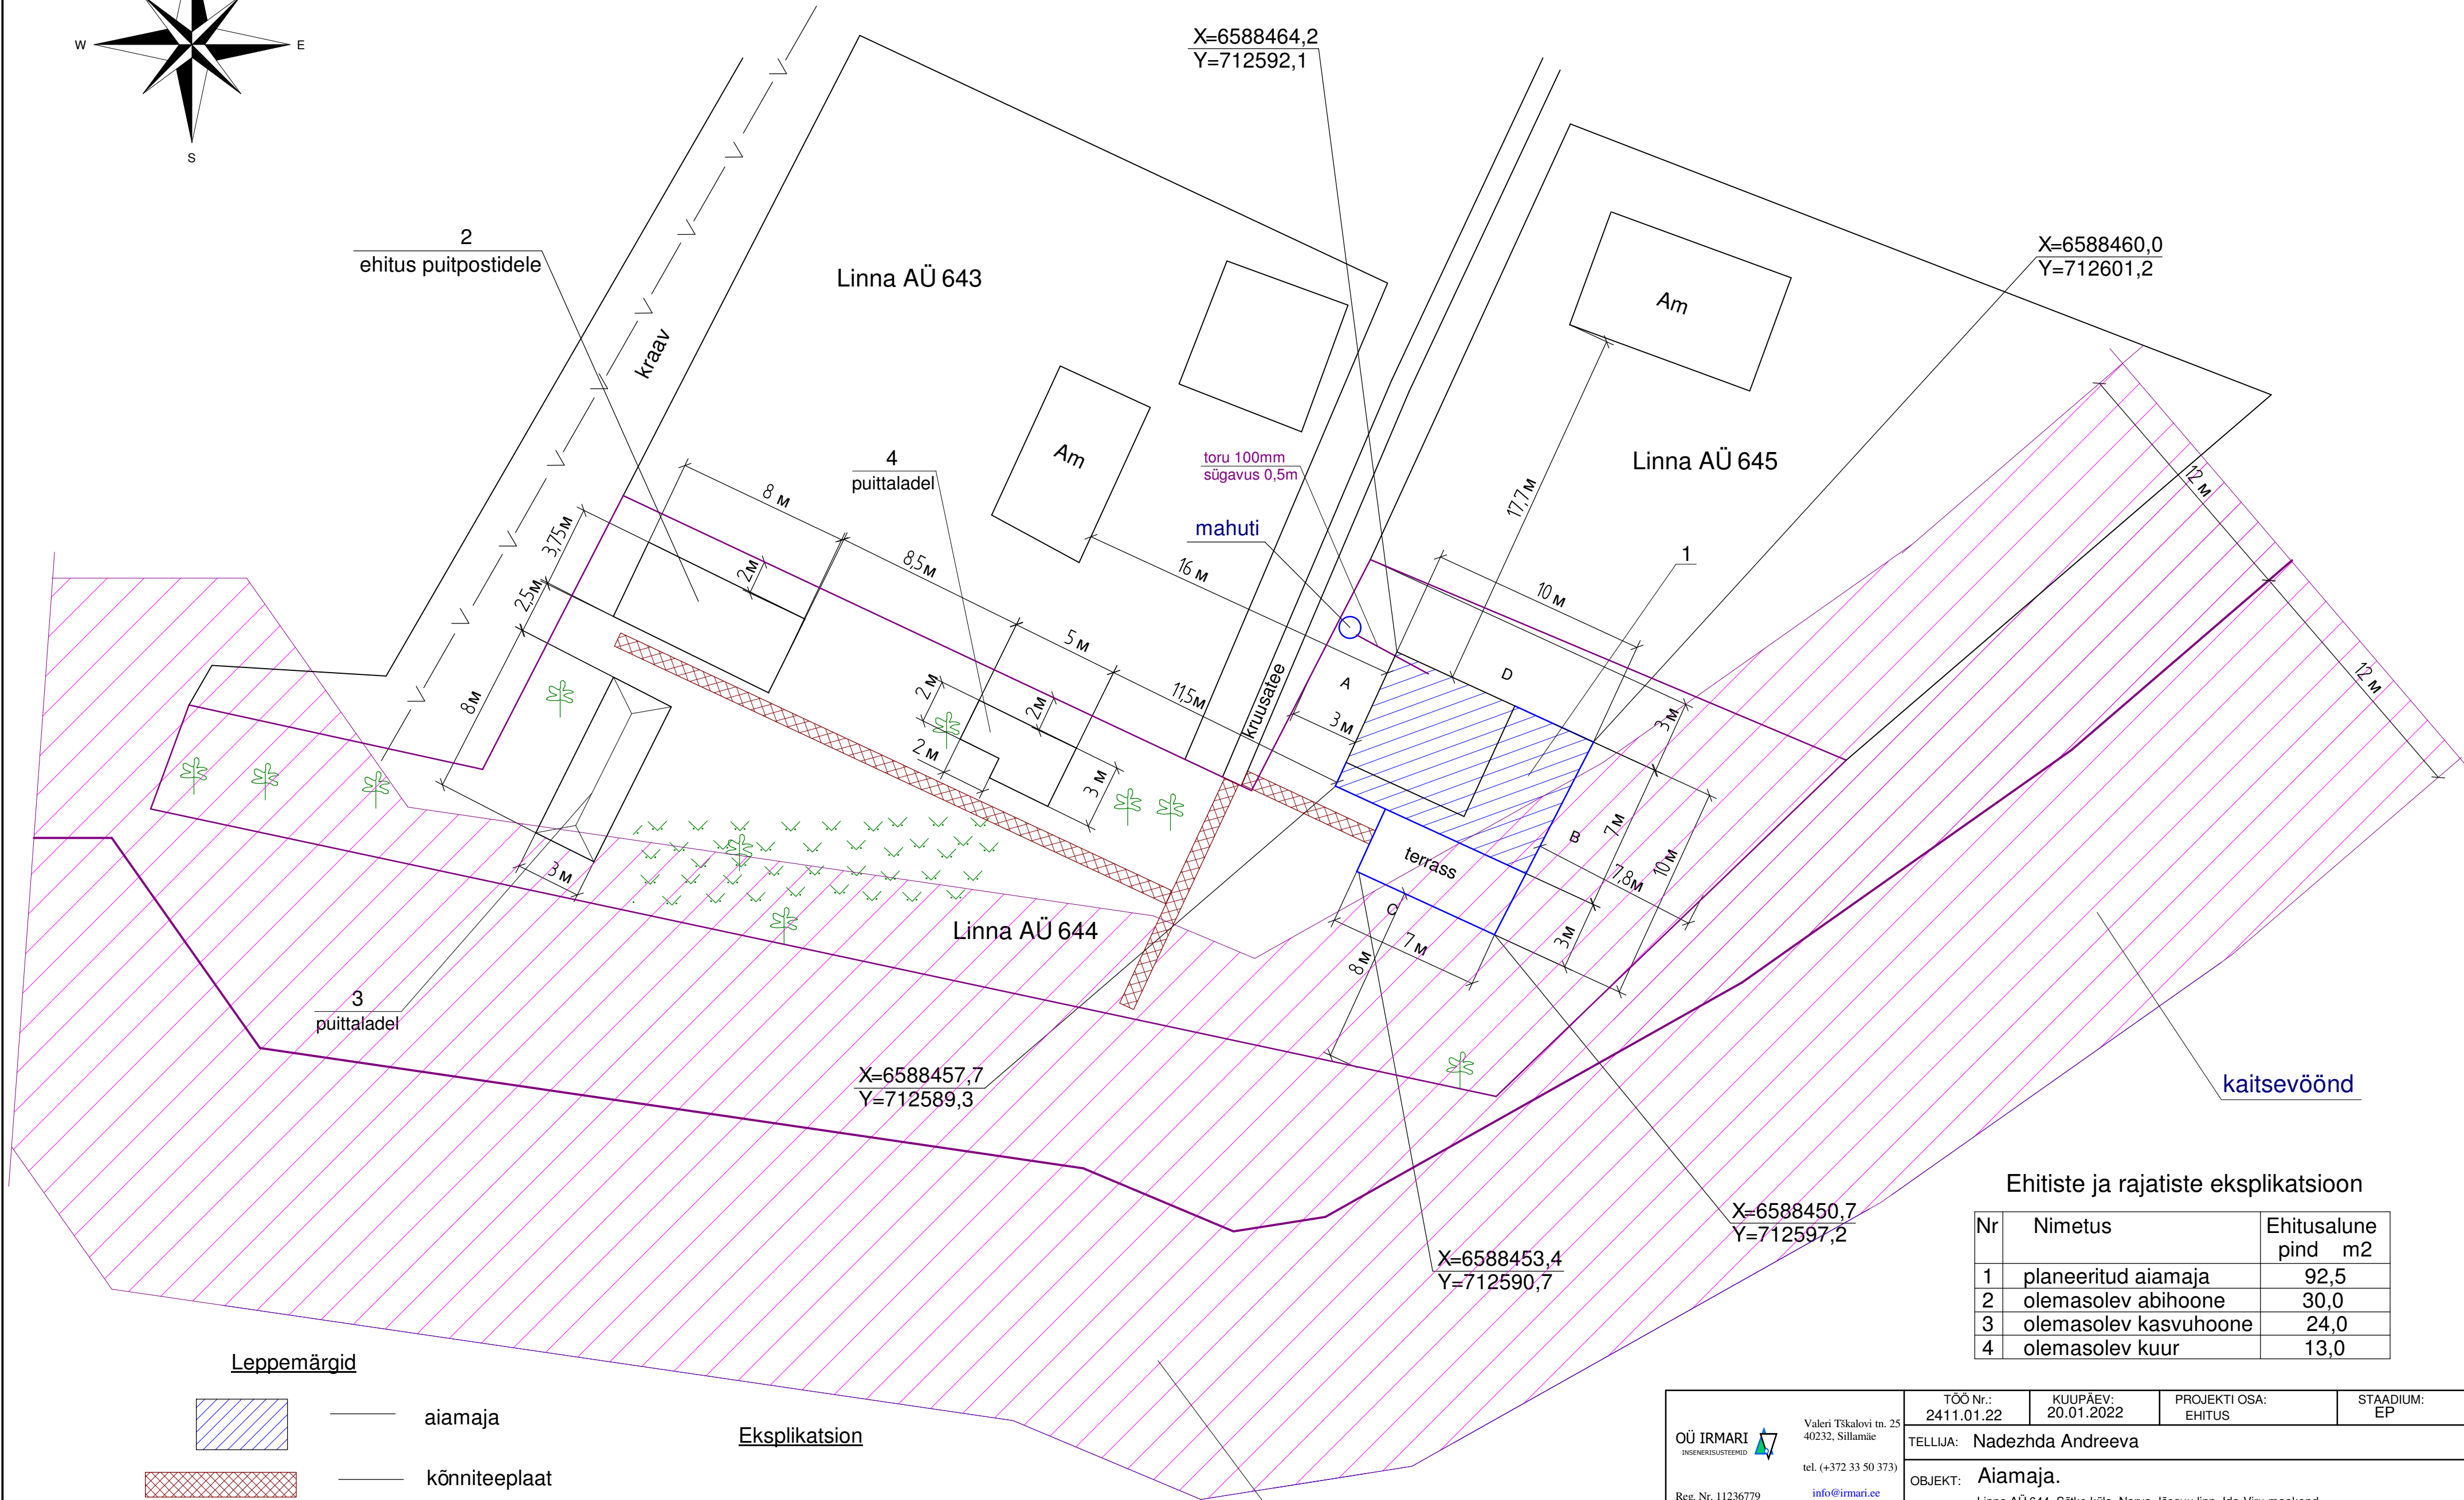 W
E
S
X=6588464,2
Y=712592,1
2
ehitus puitpostidele
Linna AÜ 643
X=6588460,0
Y=712601,2
Am
kraav
Am
4
puittaladel
toru 100mm
sügavus 0,5m
Linna AÜ 645
12 м
8 м
17,7м
mahuti
3,75м
8,5м
16 м
1
2м
10 м
2,5м
5 м
12 м
8м
2 м
2м
11,5м
kruusatee
A
D
3 м
3 м
2 м
3 м
7м
B
10м
7,8м
terrass
3 м
C
3м
7 м
8 м
Linna AÜ 644
3
puittaladel
X=6588457,7
Y=712589,3
kaitsevöönd
X=6588450,7
Y=712597,2
X=6588453,4
Y=712590,7
Ehitiste ja rajatiste eksplikatsioon
Nr Nimetus Ehitusalune
pind m2
1 planeeritud aiamaja 92,5
2 olemasolev abihoone 30,0
3 olemasolev kasvuhoone 24,0
4 olemasolev kuur 13,0
Leppemärgid
aiamaja
kõnniteeplaat
Eksplikatsion
OÜ IRMARI
INSENERISUSTEEMID
Valeri Tškalovi tn. 25
40232, Sillamäe
tel. (+372 33 50 373)
Reg. Nr. 11236779
info@irmari.ee
TÖÖ Nr.:
2411.01.22
KUUPÄEV:
20.01.2022
PROJEKTI OSA:
EHITUS
STAADIUM:
EP
TELLIJA: Nadezhda Andreeva
OBJEKT: Aiamaja.